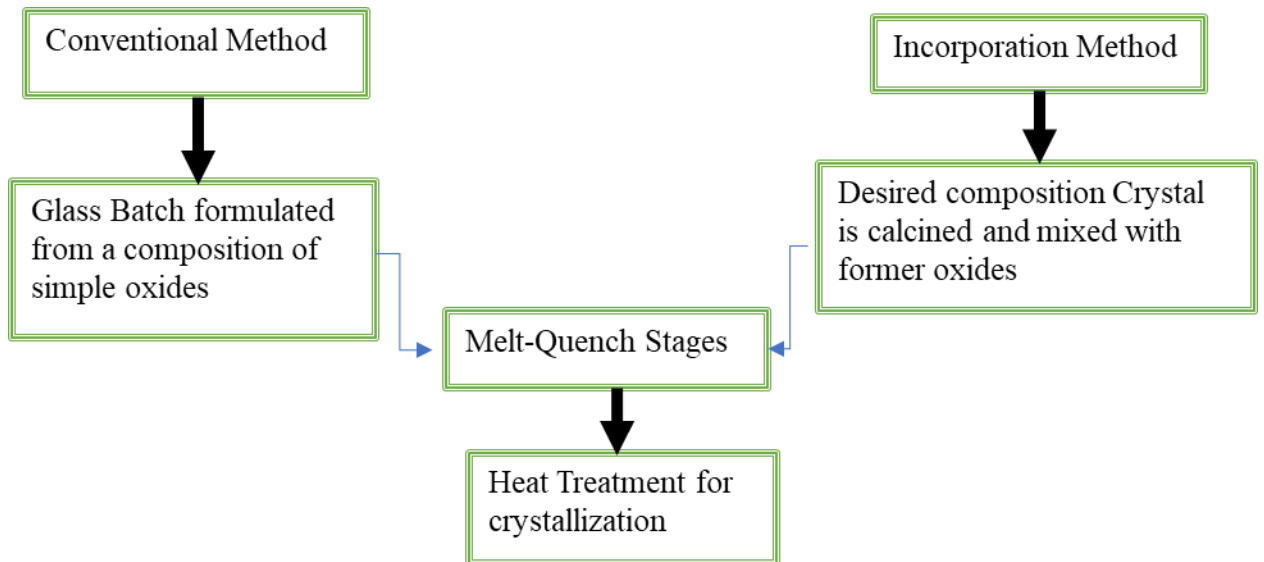 Conventional Method
Incorporation Method
Glass Batch formulated
from a composition of
simple oxides
Desired composition Crystal
is calcined and mixed with
former oxides
Melt-Quench Stages
Heat Treatment for
crystallization